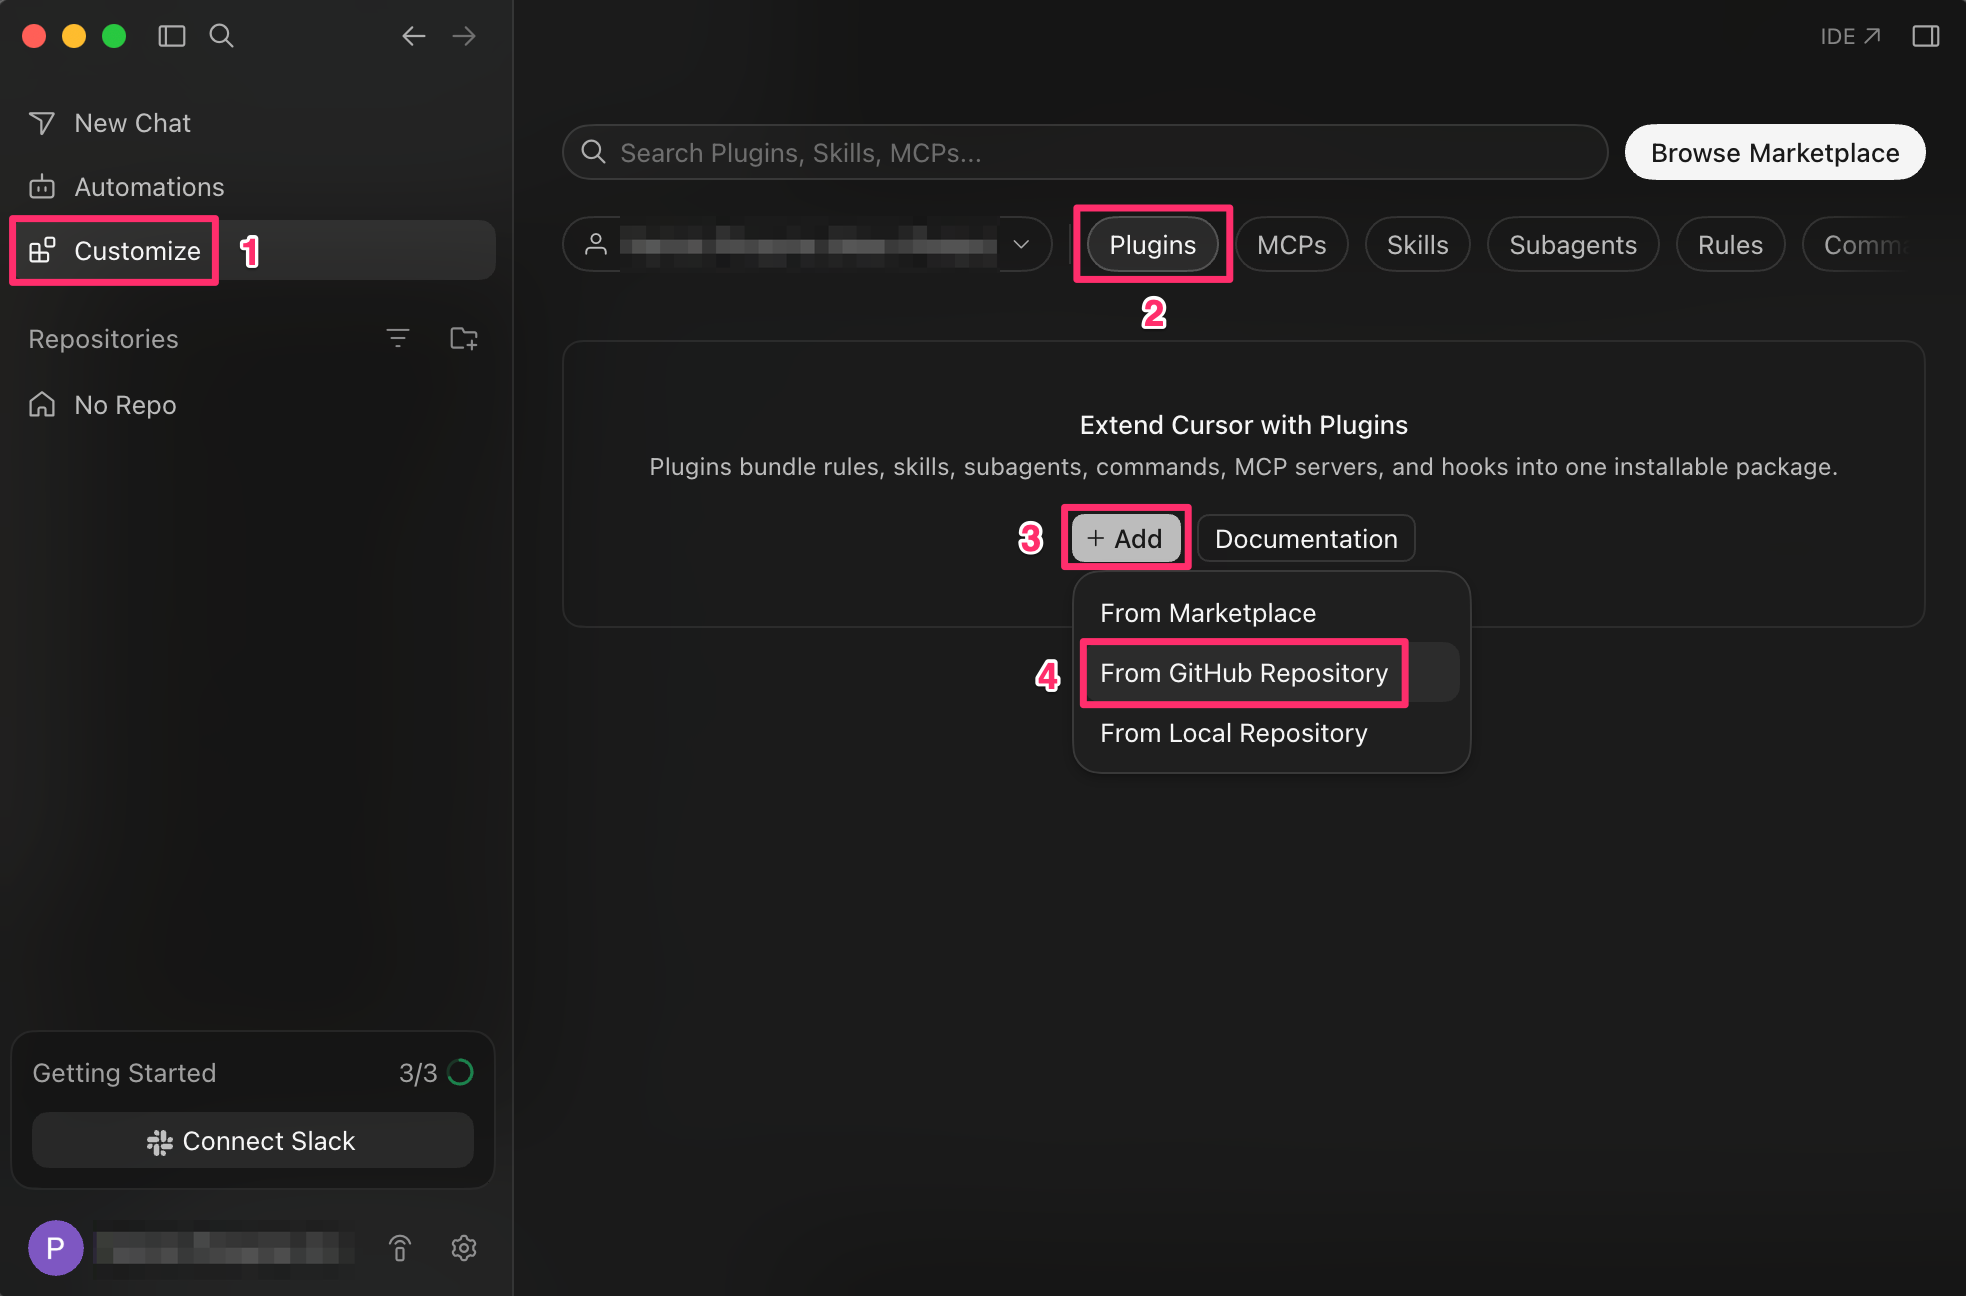 IDE
New Chat
Automations
Customize
1
Repositories
No Repo
Search Plugins, Skills, MCPs...
Browse Marketplace
Plugins
MCPs
Skills
Subagents
Rules
2
Extend Cursor with Plugins
Plugins bundle rules, skills, subagents, commands, MCP servers, and hooks into one installable package.
3
+ Add
Documentation
From Marketplace
4
From GitHub Repository
From Local Repository
Getting Started
3/3
Connect Slack
P